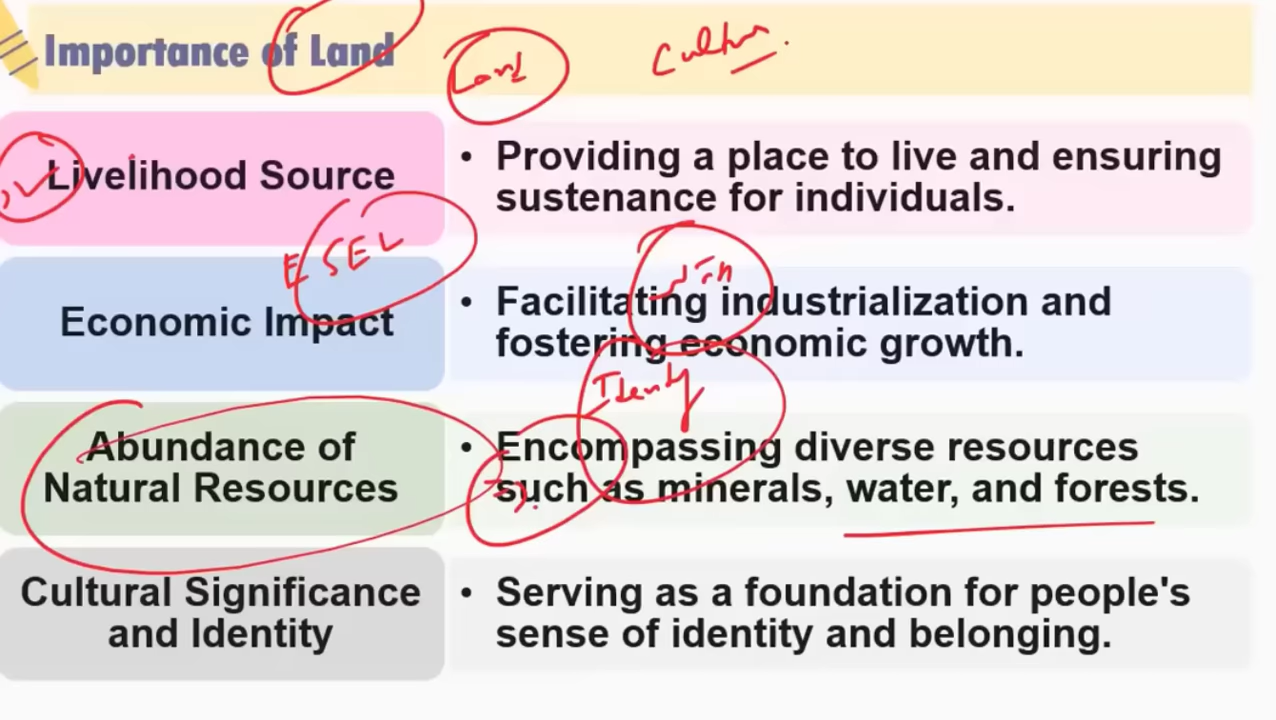 Importance of Land
Land
Cultur
Livelihood Source
• Providing a place to live and ensuring
sustenance for individuals.
Economic Impact
• Facilitating industrialization and
fostering economic growth.
Identity
Abundance of
Natural Resources
• Encompassing diverse resources
such as minerals, water, and forests.
Cultural Significance
and Identity
• Serving as a foundation for people's
sense of identity and belonging.